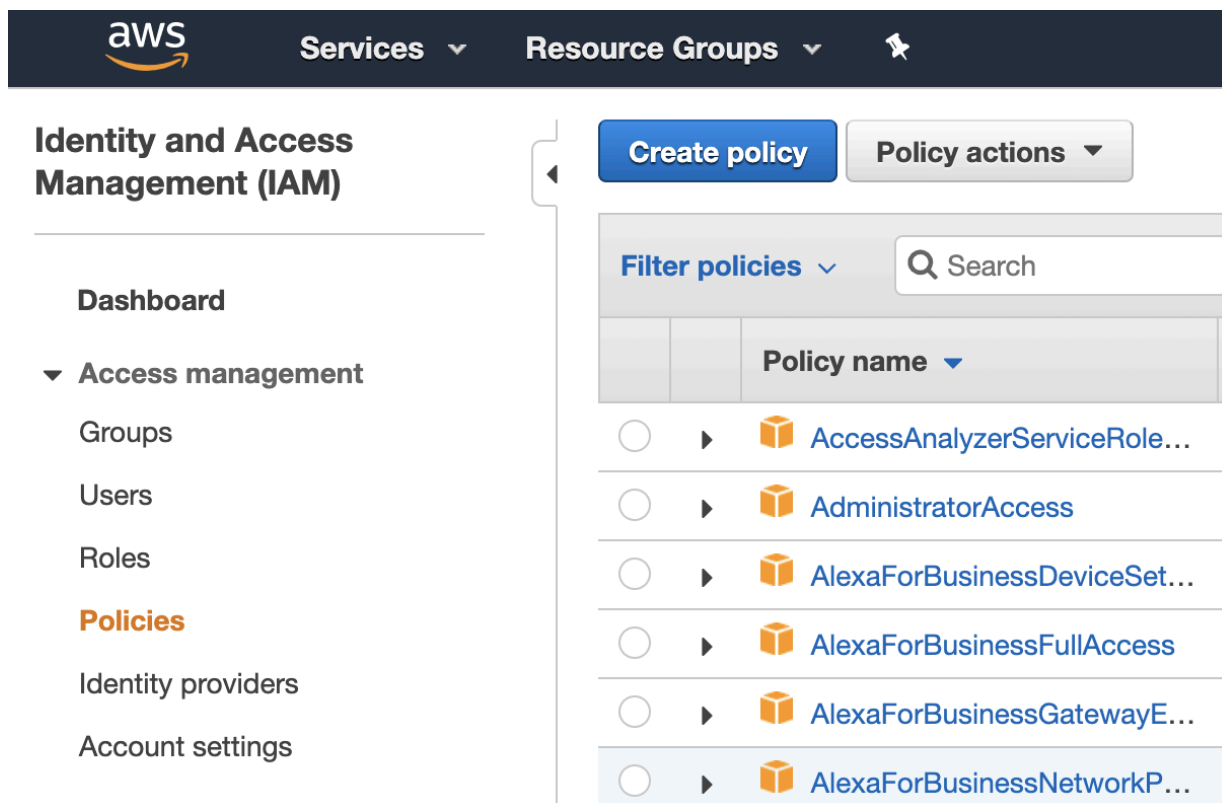 aws
Services
Resource Groups
Identity and Access
Management (IAM)
Dashboard
Access management
Groups
Users
Roles
Policies
Identity providers
Account settings
Create policy
Policy actions
Filter policies
Search
Policy name
AccessAnalyzerServiceRole...
AdministratorAccess
AlexaForBusinessDeviceSet...
AlexaForBusinessFullAccess
AlexaForBusinessGatewayE...
AlexaForBusinessNetworkP...